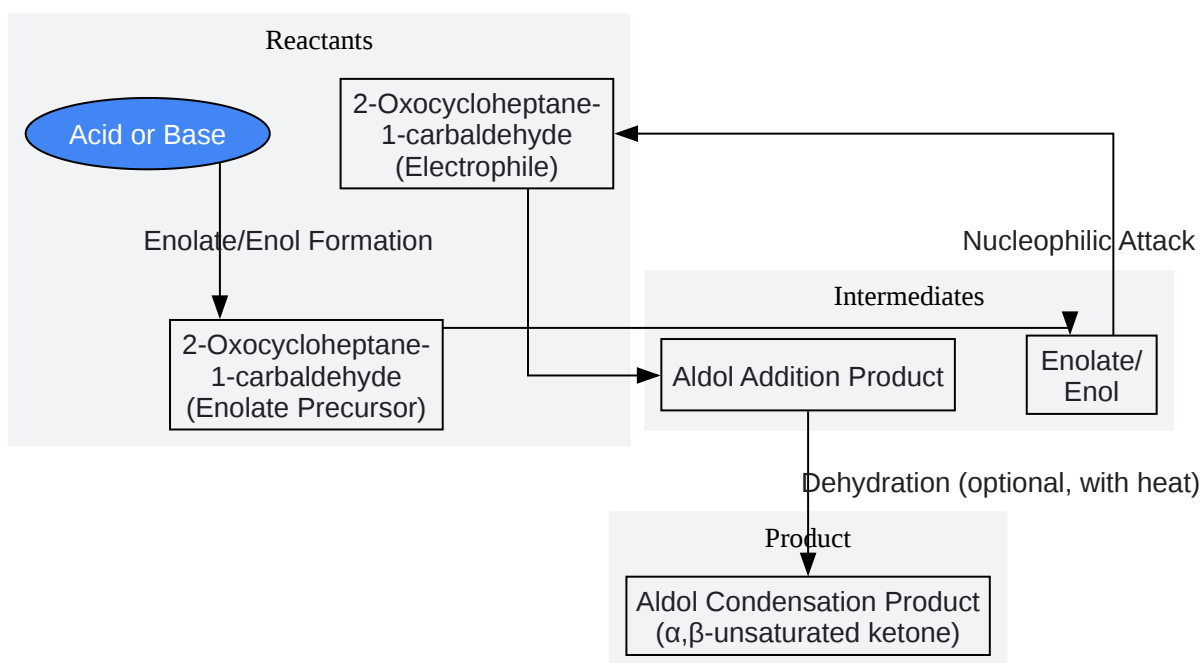 Reactants
2-Oxocycloheptane-
1-carbaldehyde
(Electrophile)
Acid or Base
Enolate/Enol Formation
Nucleophilic Attack
Intermediates
2-Oxocycloheptane-
1-carbaldehyde
(Enolate Precursor)
Aldol Addition Product
Enolate/
Enol
Dehydration (optional, with heat)
Product
Aldol Condensation Product
(α,β-unsaturated ketone)